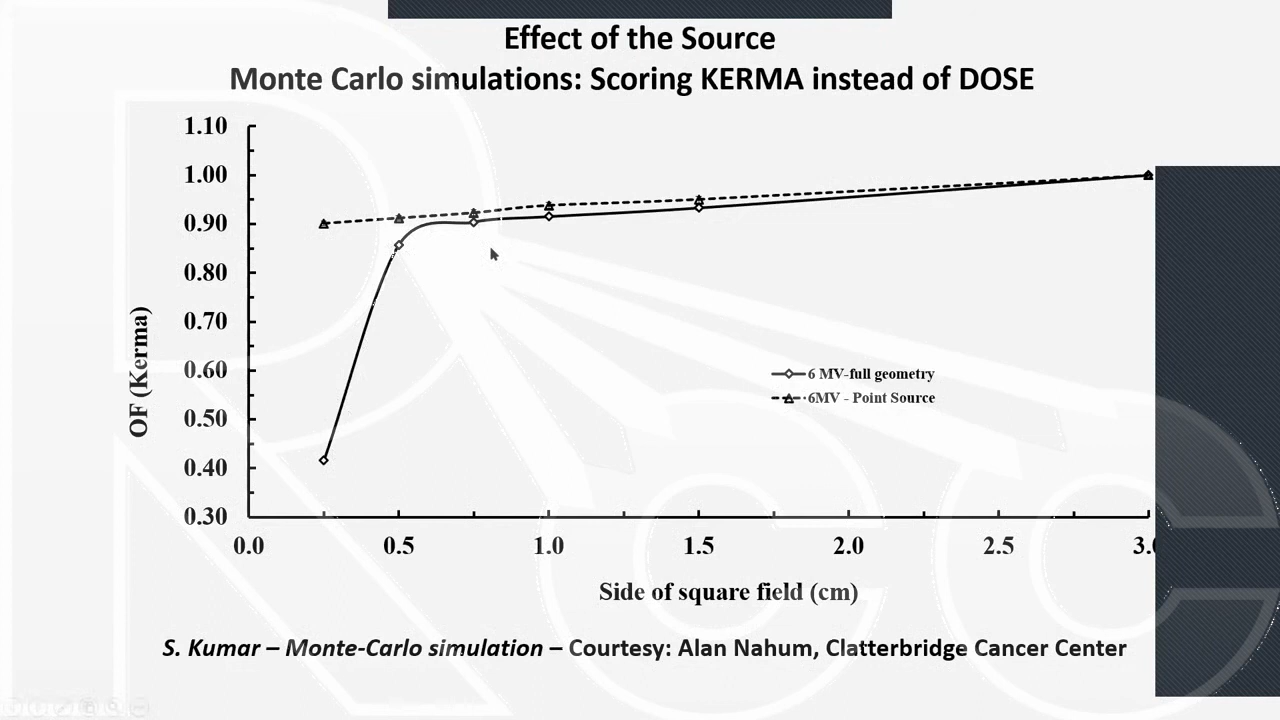 Effect of the Source
Monte Carlo simulations: Scoring KERMA instead of DOSE
1.10
1.00
0.90
0.80
0.70
0.60
0.50
0.40
0.30
OF (Kerma)
6 MV-full geometry
6MV - Point Source
0.0 0.5 1.0 1.5 2.0 2.5 3.0
Side of square field (cm)
S. Kumar – Monte-Carlo simulation – Courtesy: Alan Nahum, Clatterbridge Cancer Center